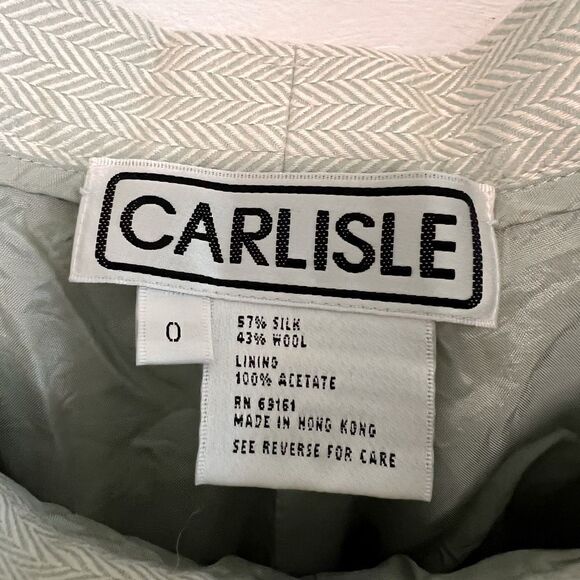 CARLISLE
0
57% SILK
43% WOOL
LINING
100% ACETATE
RN 69161
MADE IN HONG KONG
SEE REVERSE FOR CARE